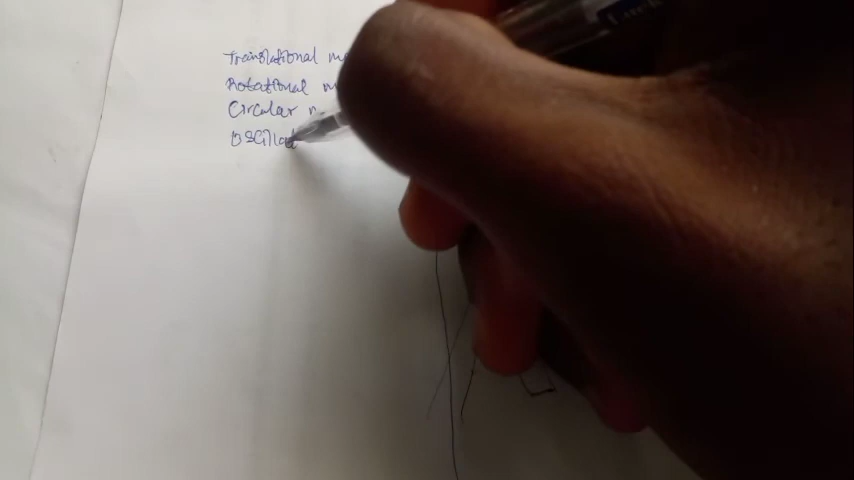 Translational m
Rotational m
Circular m
Oscillat